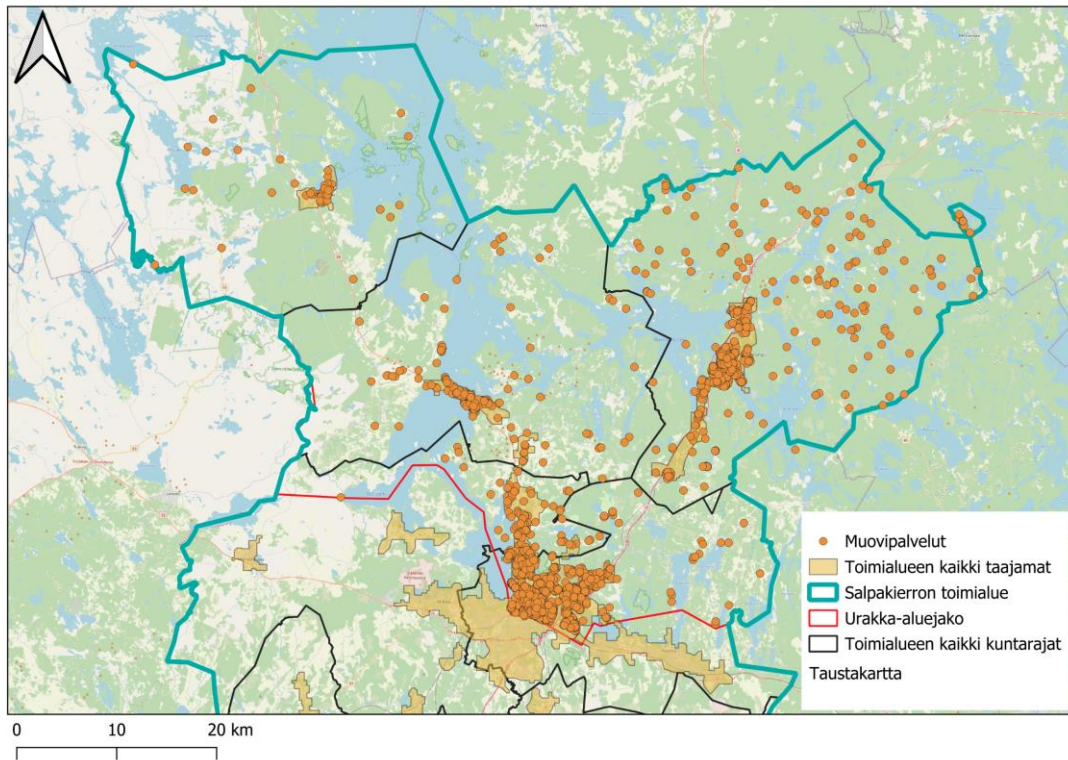 Muovipalvelut
Toimialueen kaikki taajamat
Salpakierron toimialue
Urakka-aluejako
Toimialueen kaikki kuntarajat
Taustakartta
0 10 20 km